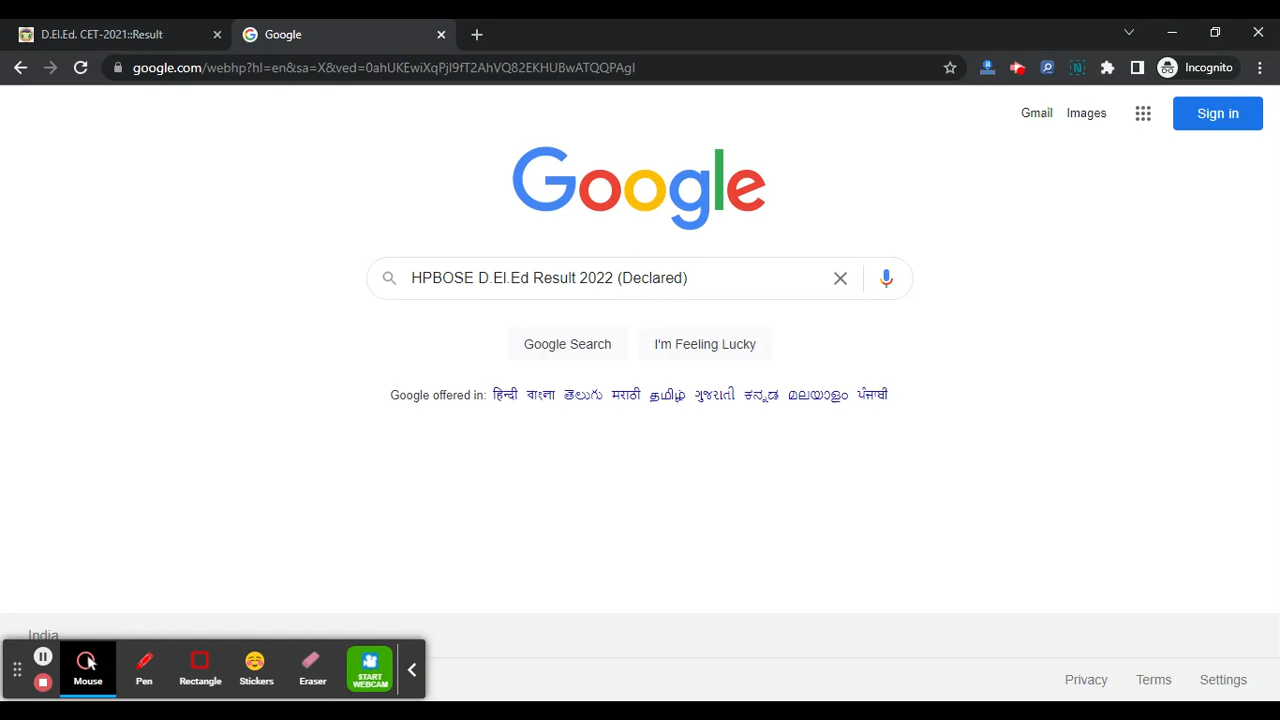 D.El.Ed. CET-2021::Result
Google
google.com/webhp?hl=en&sa=X&ved=0ahUKEwiXqPjI9fT2AhVQ82EKHUBwATQQPAgI
Incognito
Gmail Images Sign in
Google
HPBOSE D.El.Ed Result 2022 (Declared)
Google Search I'm Feeling Lucky
Google offered in: हिन्दी বাংলা తెలుగు मराठी தமிழ் ગુજરાતી ಕನ್ನಡ മലയാളം ਪੰਜਾਬੀ
India
Mouse Pen Rectangle Stickers Eraser START WEBCAM
Privacy Terms Settings